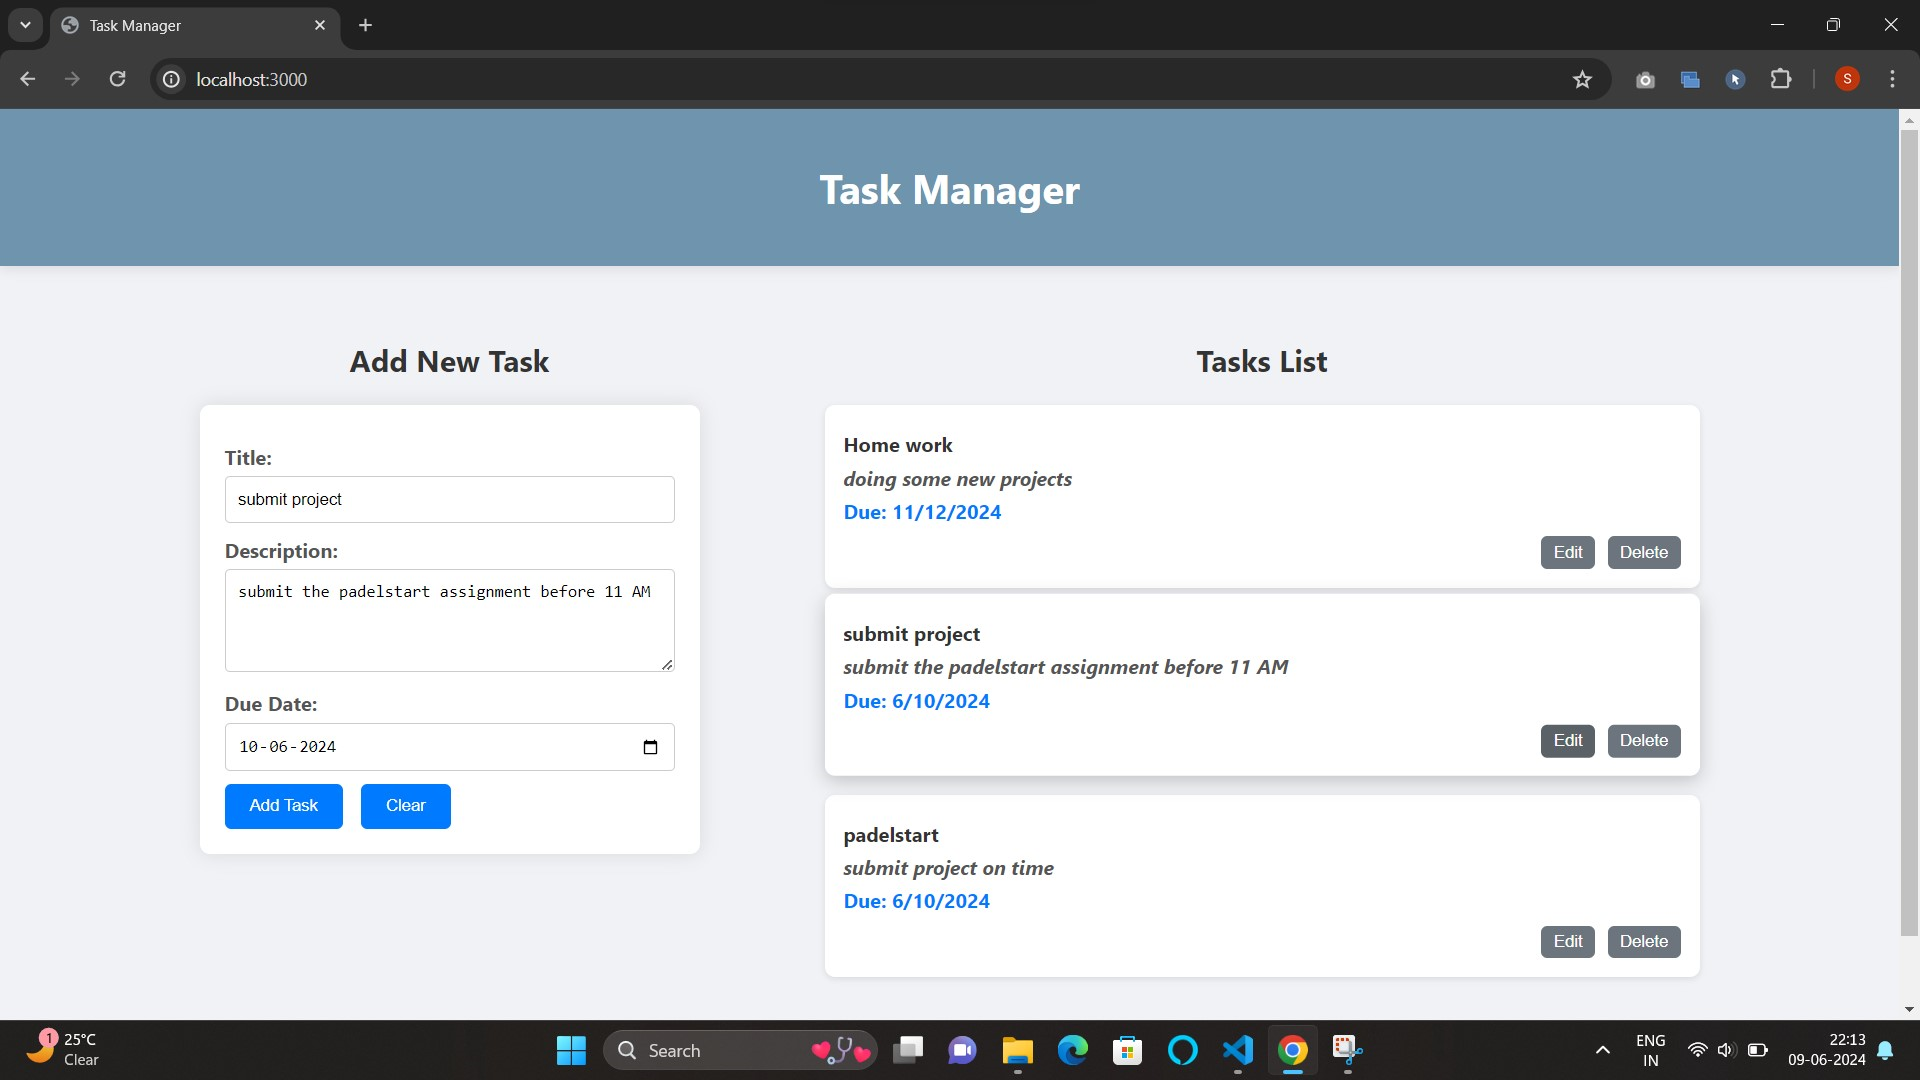 Task Manager
localhost:3000
S
Task Manager
Add New Task
Title:
submit project
Description:
submit the padelstart assignment before 11 AM
Due Date:
10-06-2024
Add Task
Clear
Tasks List
Home work
doing some new projects
Due: 11/12/2024
Edit
Delete
submit project
submit the padelstart assignment before 11 AM
Due: 6/10/2024
Edit
Delete
padelstart
submit project on time
Due: 6/10/2024
Edit
Delete
1
25°C
Clear
Search
ENG
IN
22:13
09-06-2024